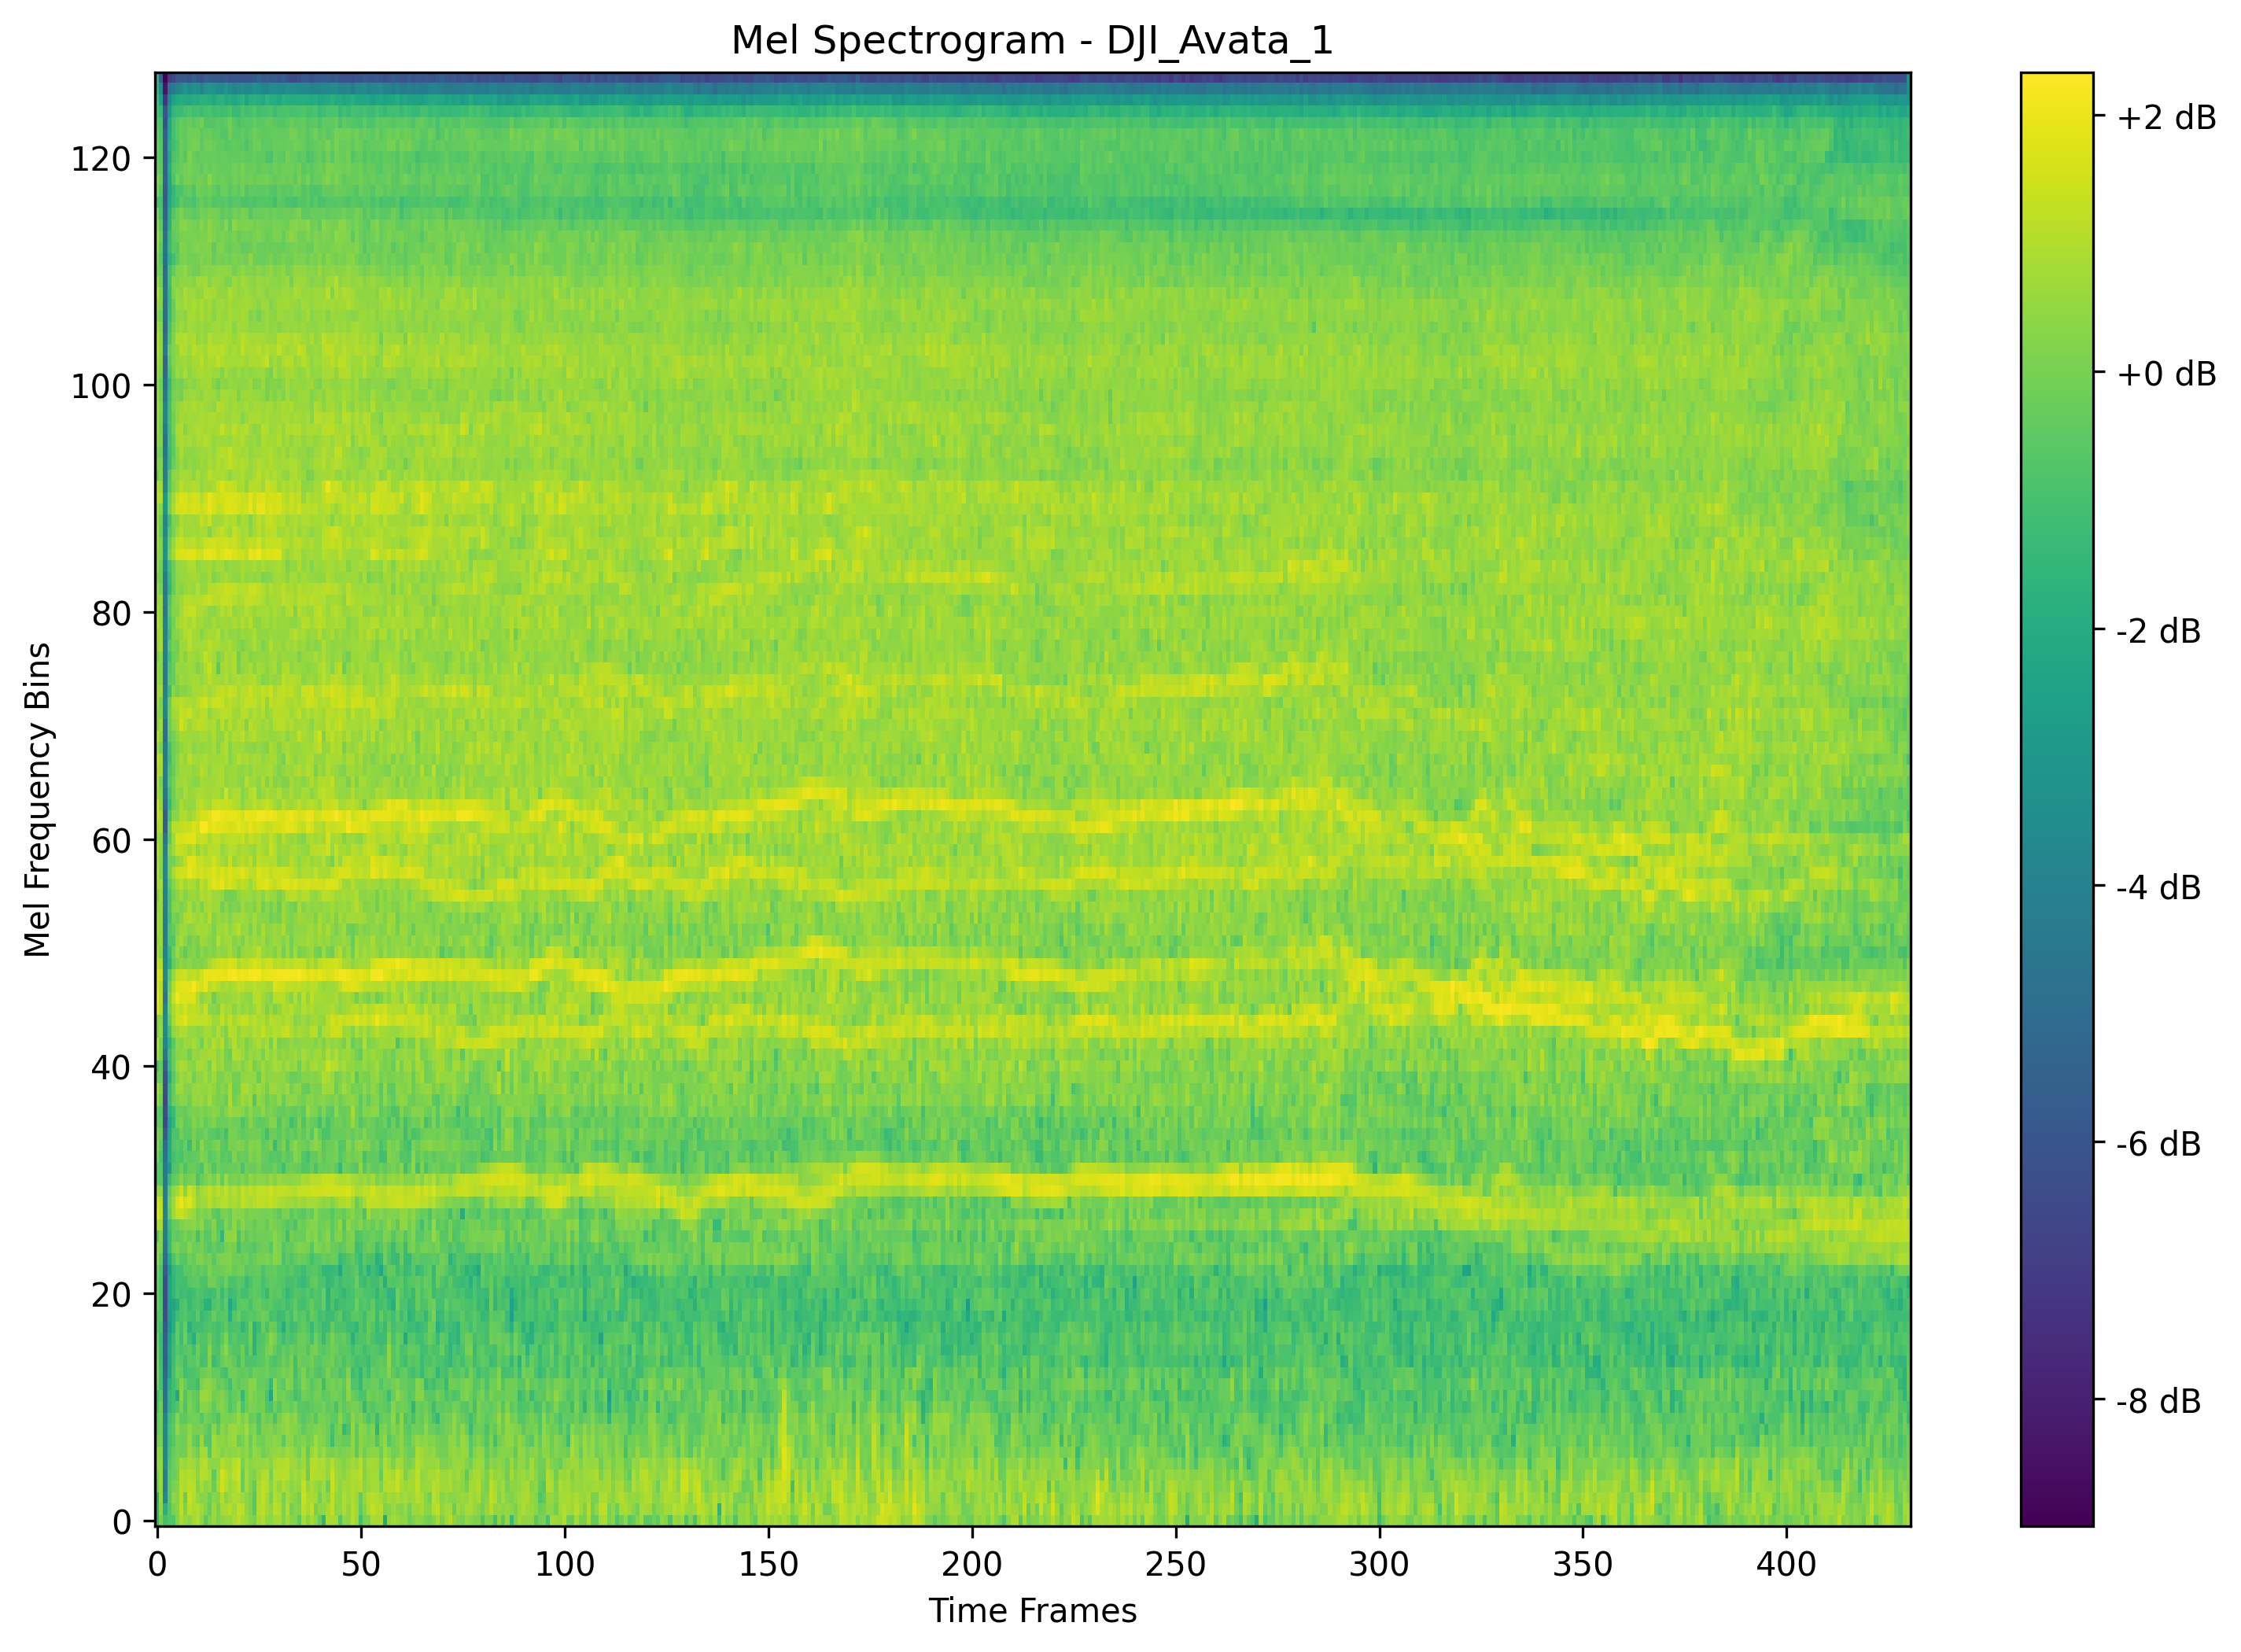 Mel Spectrogram - DJI_Avata_1
Mel Frequency Bins
120
100
80
60
40
20
0
0 50 100 150 200 250 300 350 400
Time Frames
+2 dB
+0 dB
-2 dB
-4 dB
-6 dB
-8 dB